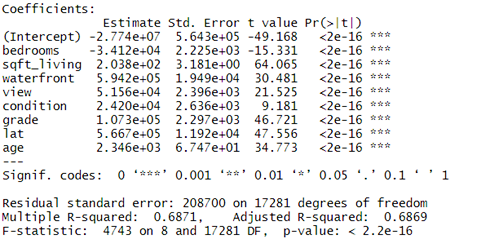 Coefficients:
Estimate Std. Error t value Pr(>|t|)
(Intercept) -2.774e+07 5.643e+05 -49.168 <2e-16 ***
bedrooms -3.412e+04 2.225e+03 -15.331 <2e-16 ***
sqft_living 2.038e+02 3.181e+00 64.065 <2e-16 ***
waterfront 5.942e+05 1.949e+04 30.481 <2e-16 ***
view 5.156e+04 2.396e+03 21.525 <2e-16 ***
condition 2.420e+04 2.636e+03 9.181 <2e-16 ***
grade 1.073e+05 2.297e+03 46.721 <2e-16 ***
lat 5.667e+05 1.192e+04 47.556 <2e-16 ***
age 2.346e+03 6.747e+01 34.773 <2e-16 ***
---
Signif. codes: 0 ‘***’ 0.001 ‘**’ 0.01 ‘*’ 0.05 ‘.’ 0.1 ‘ ’ 1
Residual standard error: 208700 on 17281 degrees of freedom
Multiple R-squared: 0.6871, Adjusted R-squared: 0.6869
F-statistic: 4743 on 8 and 17281 DF, p-value: < 2.2e-16